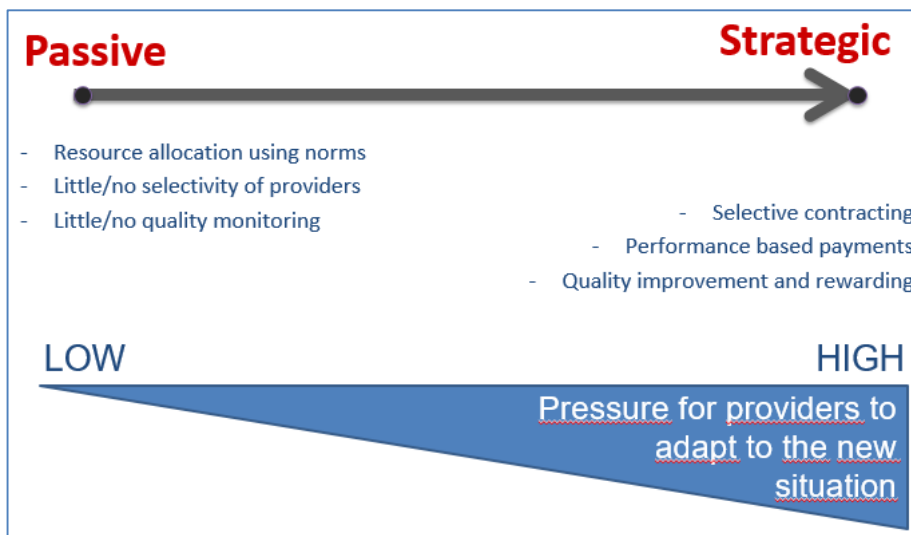 Passive
Strategic
- Resource allocation using norms
- Little/no selectivity of providers
- Little/no quality monitoring
- Selective contracting
- Performance based payments
- Quality improvement and rewarding
LOW
HIGH
Pressure for providers to
adapt to the new
situation